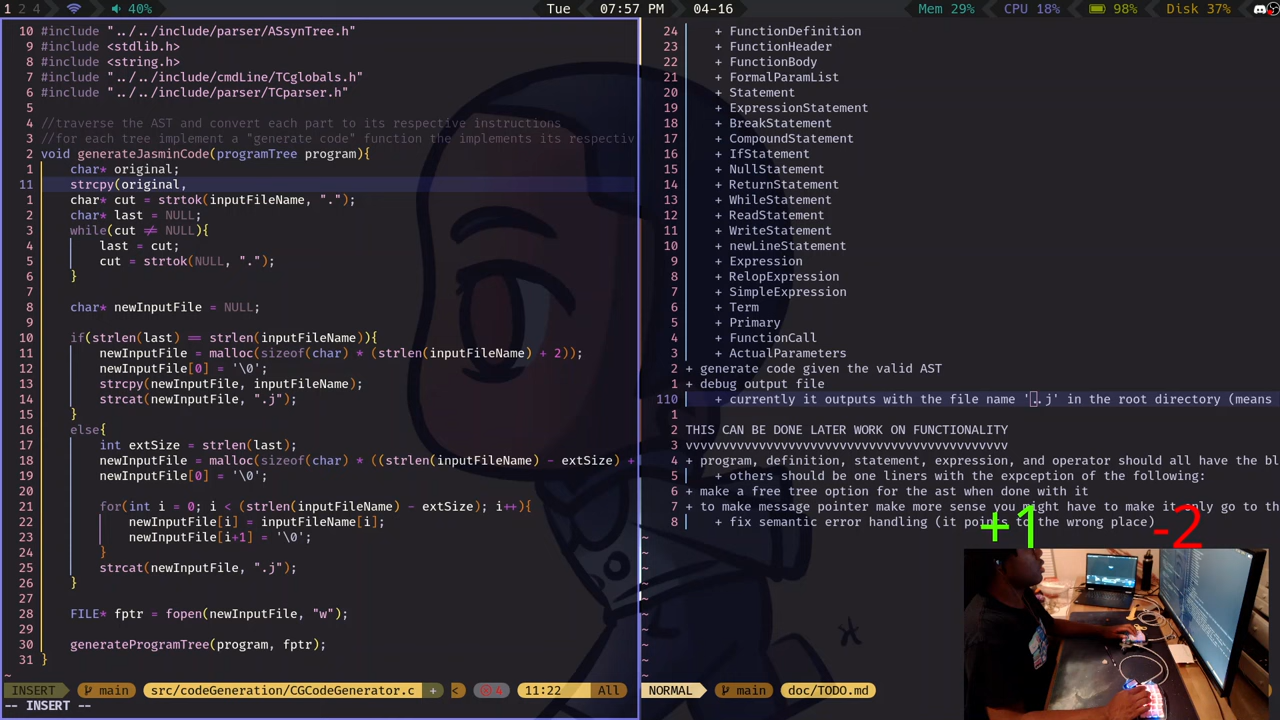 1 2 4 40% Tue 07:57 PM 04-16 Mem 29% CPU 18% 98% Disk 37%
10 #include "../../include/parser/ASsynTree.h"
9 #include <stdlib.h>
8 #include <string.h>
7 #include "../../include/cmdLine/TCglobals.h"
6 #include "../../include/parser/TCparser.h"
5
4 //traverse the AST and convert each part to its respective instructions
3 //for each tree implement a "generate code" function the implements its respectiv
2 void generateJasminCode(programTree program){
1 char* original;
11 strcpy(original,
1 char* cut = strtok(inputFileName, ".");
2 char* last = NULL;
3 while(cut ≠ NULL){
4 last = cut;
5 cut = strtok(NULL, ".");
6 }
7
8 char* newInputFile = NULL;
9
10 if(strlen(last) == strlen(inputFileName)){
11 newInputFile = malloc(sizeof(char) * (strlen(inputFileName) + 2));
12 newInputFile[0] = '\0';
13 strcpy(newInputFile, inputFileName);
14 strcat(newInputFile, ".j");
15 }
16 else{
17 int extSize = strlen(last);
18 newInputFile = malloc(sizeof(char) * ((strlen(inputFileName) - extSize) +
19 newInputFile[0] = '\0';
20
21 for(int i = 0; i < (strlen(inputFileName) - extSize); i++){
22 newInputFile[i] = inputFileName[i];
23 newInputFile[i+1] = '\0';
24 }
25 strcat(newInputFile, ".j");
26 }
27
28 FILE* fptr = fopen(newInputFile, "w");
29
30 generateProgramTree(program, fptr);
31 }
~
INSERT main src/codeGeneration/CGCodeGenerator.c + < 4 11:22 All
-- INSERT --
24 + FunctionDefinition
23 + FunctionHeader
22 + FunctionBody
21 + FormalParamList
20 + Statement
19 + ExpressionStatement
18 + BreakStatement
17 + CompoundStatement
16 + IfStatement
15 + NullStatement
14 + ReturnStatement
13 + WhileStatement
12 + ReadStatement
11 + WriteStatement
10 + newLineStatement
9 + Expression
8 + RelopExpression
7 + SimpleExpression
6 + Term
5 + Primary
4 + FunctionCall
3 + ActualParameters
2 + generate code given the valid AST
1 + debug output file
110 + currently it outputs with the file name '..j' in the root directory (means
1
2 THIS CAN BE DONE LATER WORK ON FUNCTIONALITY
3 vvvvvvvvvvvvvvvvvvvvvvvvvvvvvvvvvvvvvvvvvvvv
4 + program, definition, statement, expression, and operator should all have the bl
5 + others should be one liners with the expception of the following:
6 + make a free tree option for the ast when done with it
7 + to make message pointer make more sense you might have to make it only go to th
8 + fix semantic error handling (it points to the wrong place)
~
~
~
~
~
~
~
~
~
+1 -2
NORMAL main doc/TODO.md